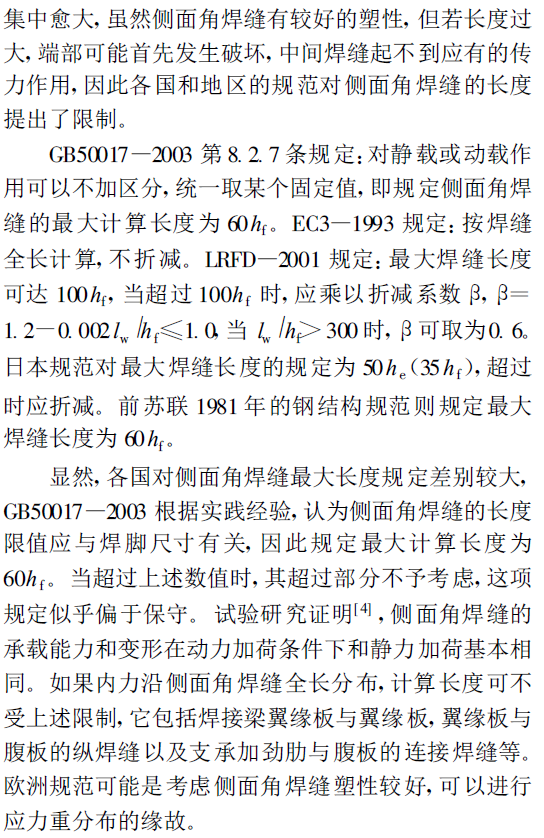 集中愈大,虽然侧面角焊缝有较好的塑性,但若长度过
大,端部可能首先发生破坏,中间焊缝起不到应有的传
力作用,因此各国和地区的规范对侧面角焊缝的长度
提出了限制。
GB50017—2003 第 8.2.7 条规定:对静载或动载作
用可以不加区分,统一取某个固定值,即规定侧面角焊
缝的最大计算长度为 60hf。EC3—1993 规定:按焊缝
全长计算,不折减。LRFD—2001 规定:最大焊缝长度
可达 100hf,当超过 100hf 时,应乘以折减系数 β,β=
1.2-0.002lw/hf≤1.0,当 lw/hf>300 时,β 可取为0.6。
日本规范对最大焊缝长度的规定为 50he(35hf),超过
时应折减。前苏联 1981 年的钢结构规范则规定最大
焊缝长度为 60hf。
显然,各国对侧面角焊缝最大长度规定差别较大,
GB50017—2003 根据实践经验,认为侧面角焊缝的长度
限值应与焊脚尺寸有关,因此规定最大计算长度为
60hf。当超过上述数值时,其超过部分不予考虑,这项
规定似乎偏于保守。试验研究证明[4],侧面角焊缝的
承载能力和变形在动力加荷条件下和静力加荷基本相
同。如果内力沿侧面角焊缝全长分布,计算长度可不
受上述限制,它包括焊接梁翼缘板与翼缘板,翼缘板与
腹板的纵焊缝以及支承加劲肋与腹板的连接焊缝等。
欧洲规范可能是考虑侧面角焊缝塑性较好,可以进行
应力重分布的缘故。